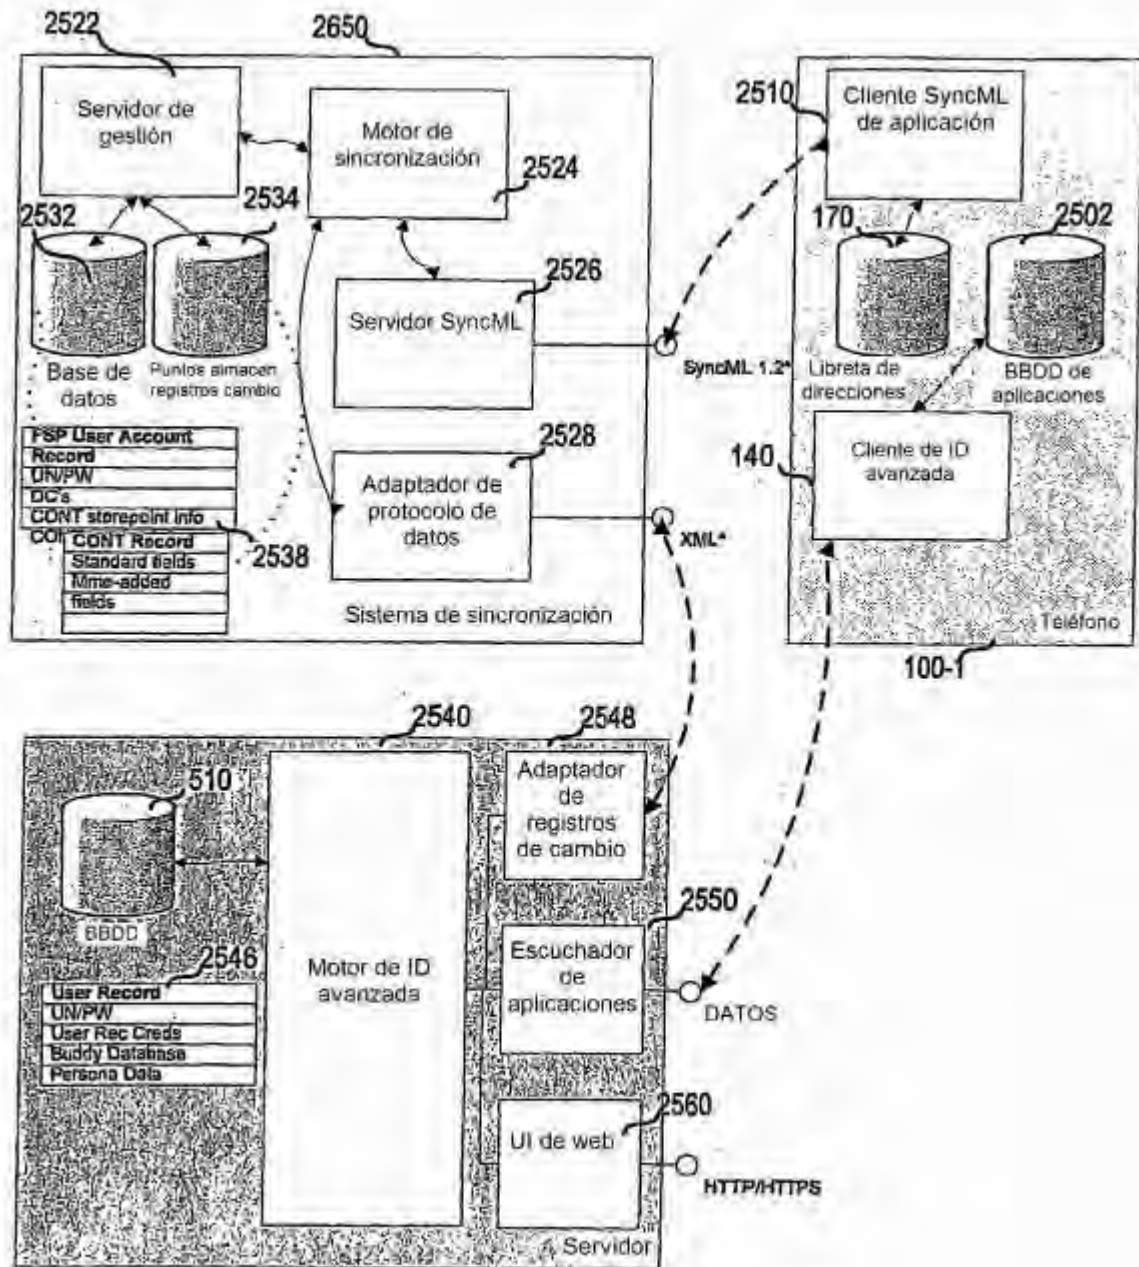 2522
2650
Servidor de
gestión
Motor de
sincronización
2524
2532
2534
2526
Servidor SyncML
Base de
datos
Puntos almacén
registros cambio
FSP User Account
Record
UN/PW
DC's
CONT storepoint info
2538
CONT Record
Standard fields
Mme-added
fields
2528
Adaptador de
protocolo de
datos
Sistema de sincronización
SyncML 1.2*
XML*
2510
Cliente SyncML
de aplicación
170
2502
Libreta de
direcciones
BBDD de
aplicaciones
140
Cliente de ID
avanzada
Teléfono
100-1
2540
2548
510
BBDD
2546
User Record
UN/PW
User Rec Creds
Buddy Database
Persona Data
Motor de ID
avanzada
Adaptador
de
registros
de cambio
2550
Escuchador
de
aplicaciones
DATOS
2560
UI de web
HTTP/HTTPS
Servidor